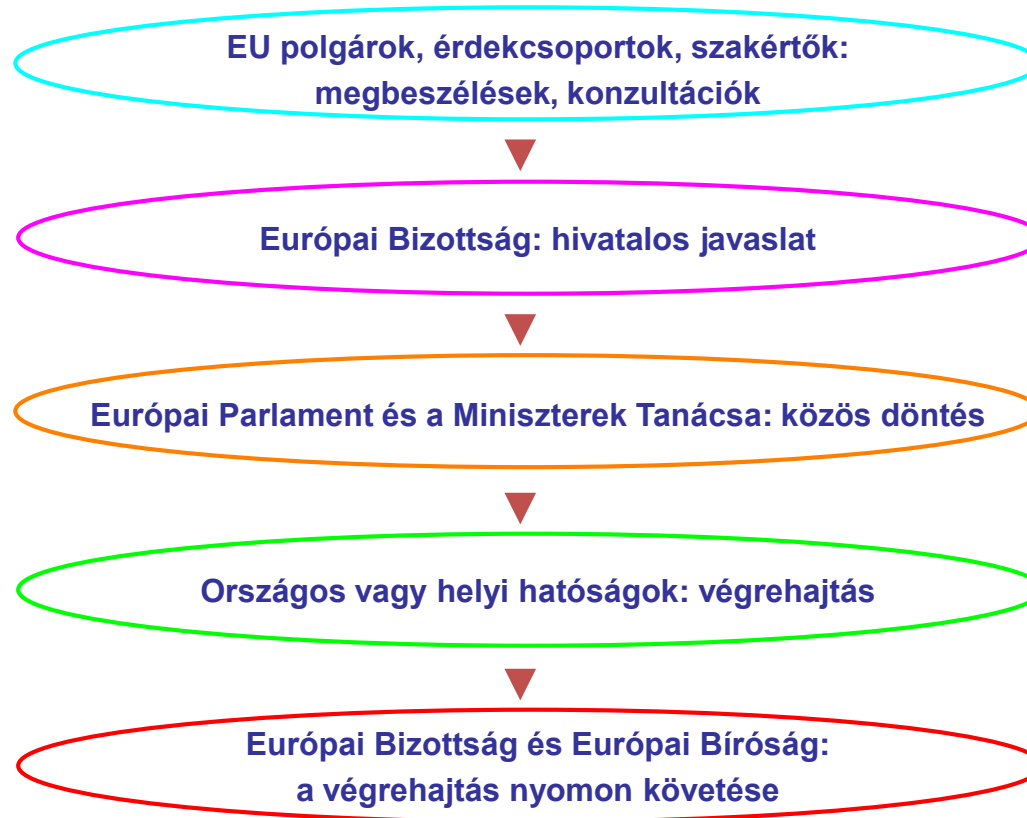 EU polgárok, érdekcsoportok, szakértők:
megbeszélések, konzultációk
Európai Bizottság: hivatalos javaslat
Európai Parlament és a Miniszterek Tanácsa: közös döntés
Országos vagy helyi hatóságok: végrehajtás
Európai Bizottság és Európai Bíróság:
a végrehajtás nyomon követése